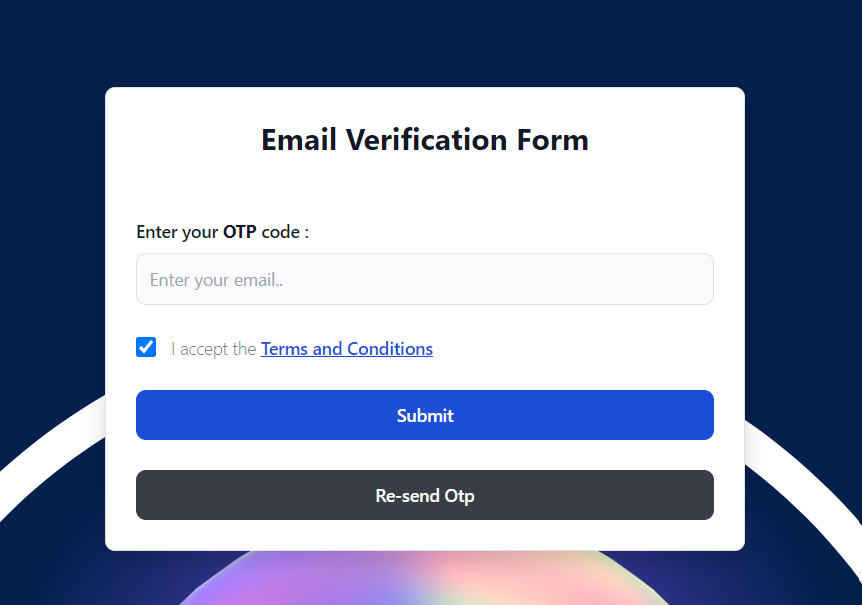 Email Verification Form
Enter your OTP code :
Enter your email..
I accept the Terms and Conditions
Submit
Re-send Otp